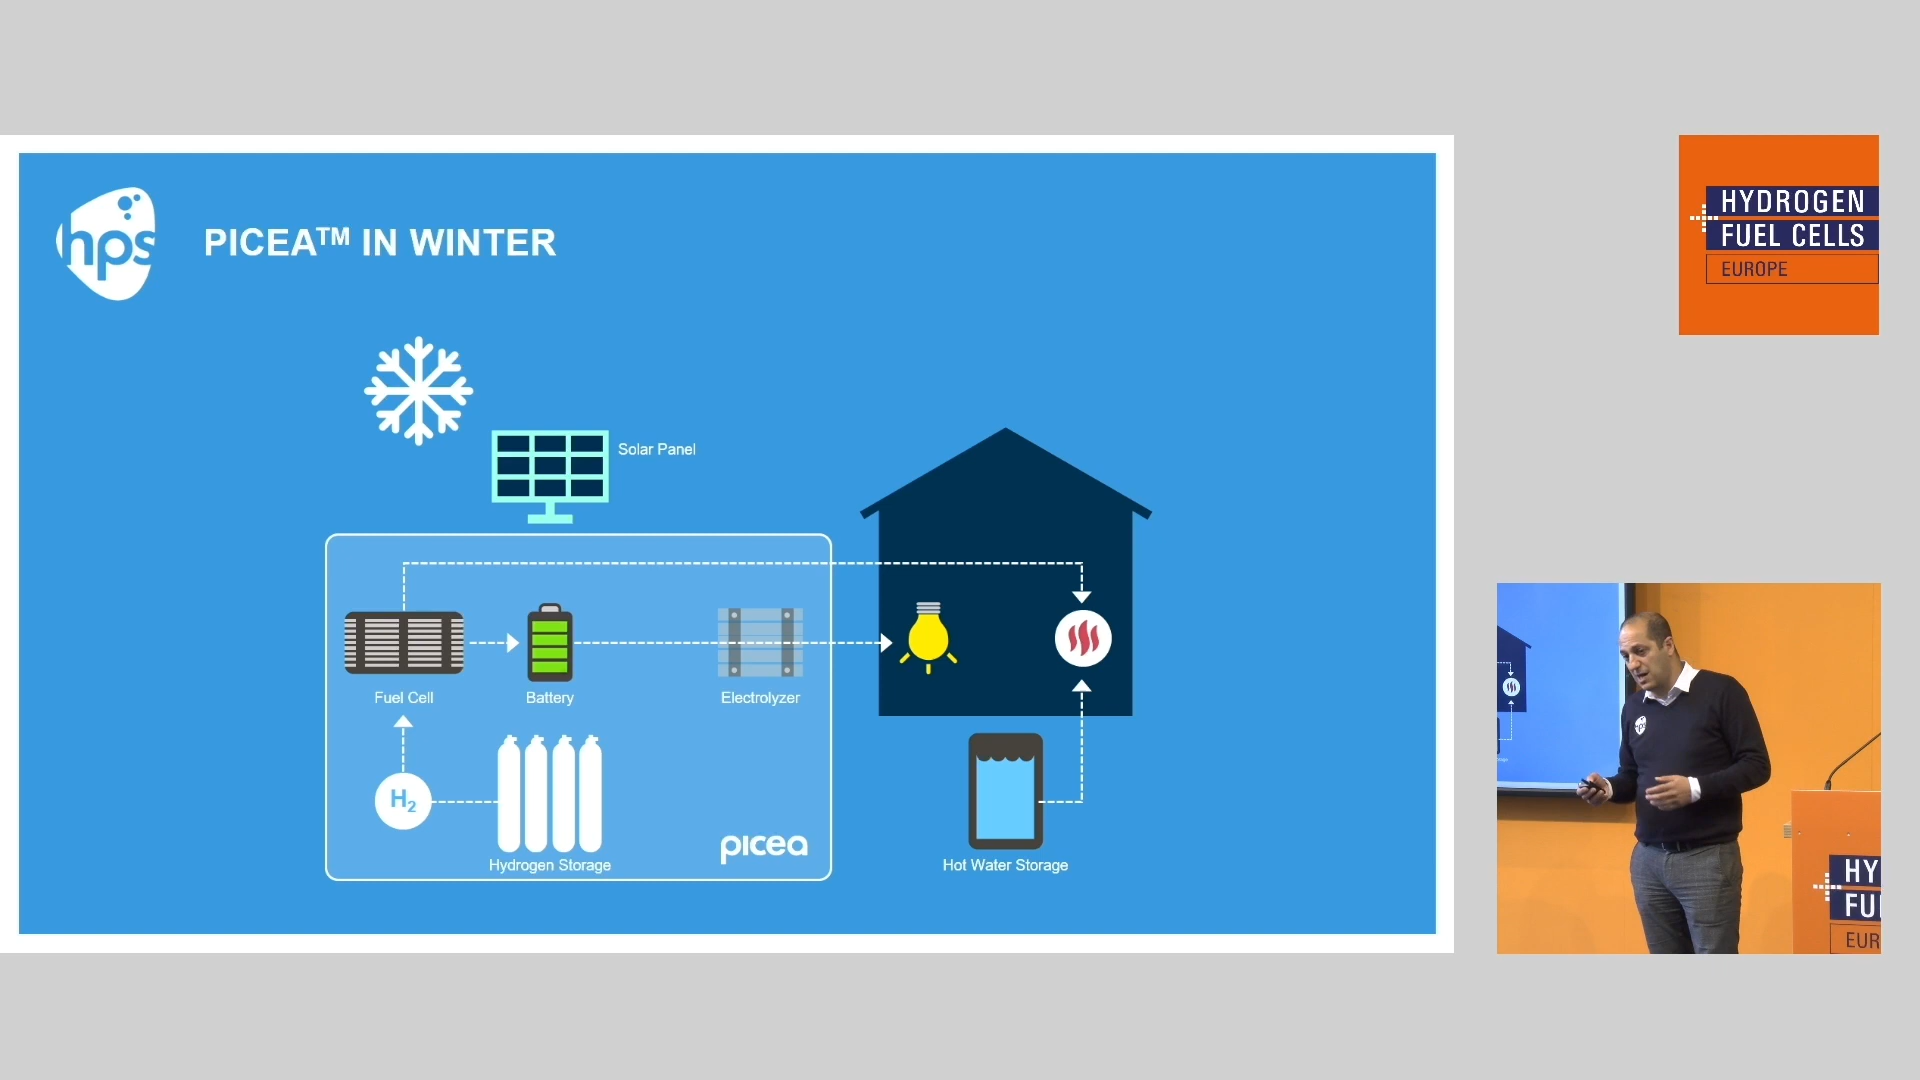 hps
PICEA™ IN WINTER
Solar Panel
Fuel Cell
Battery
Electrolyzer
H₂
Hydrogen Storage
picea
Hot Water Storage
HYDROGEN
FUEL CELLS
EUROPE
hps
HY
FU
EUR